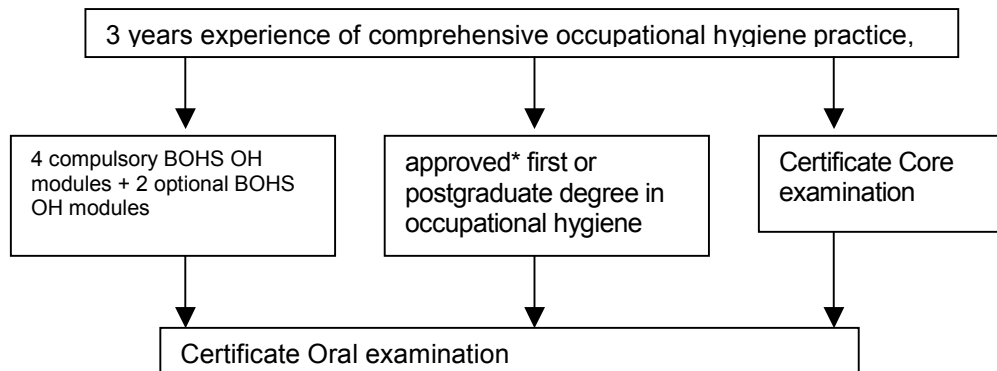 3 years experience of comprehensive occupational hygiene practice,
4 compulsory BOHS OH
modules + 2 optional BOHS
OH modules
approved* first or
postgraduate degree in
occupational hygiene
Certificate Core
examination
Certificate Oral examination